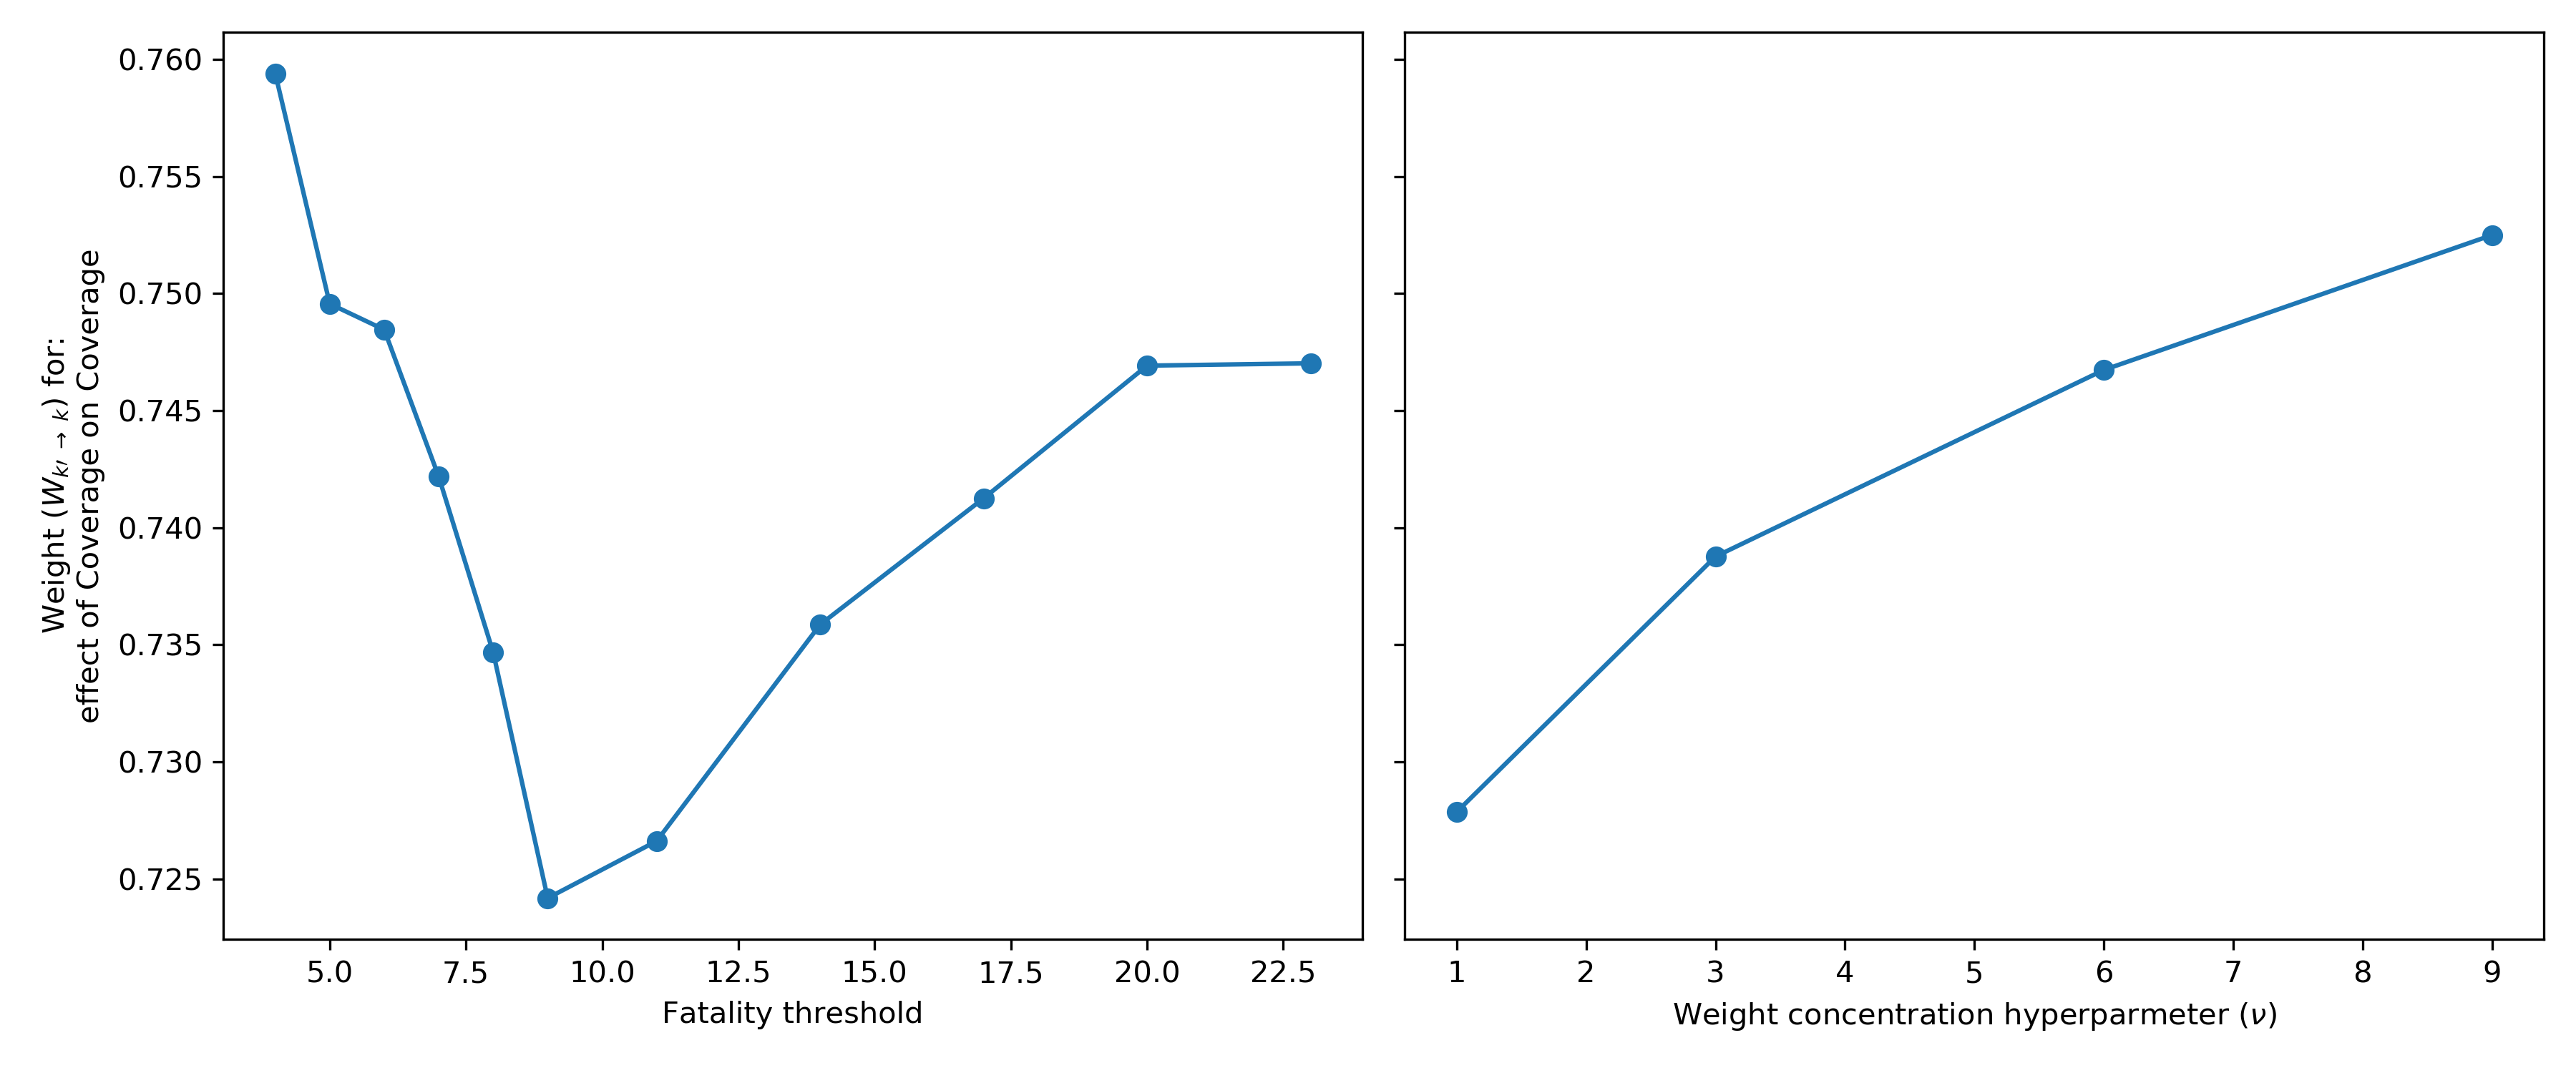 Weight (Wk′ → k) for:
effect of Coverage on Coverage
0.760
0.755
0.750
0.745
0.740
0.735
0.730
0.725
5.0 7.5 10.0 12.5 15.0 17.5 20.0 22.5
Fatality threshold
1 2 3 4 5 6 7 8 9
Weight concentration hyperparmeter (ν)